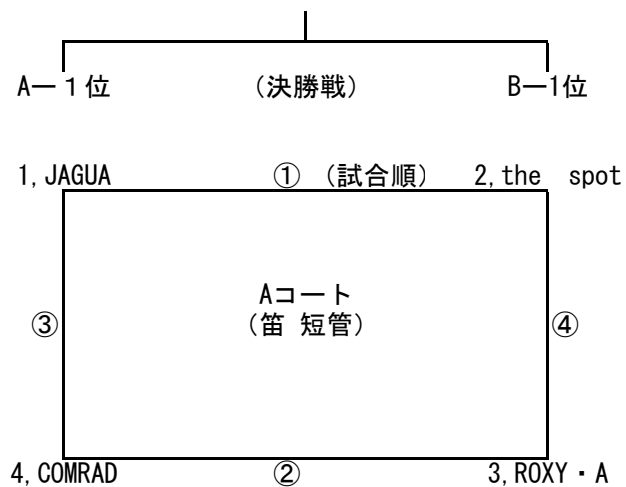 A―１位 (決勝戦) B―1位
1,JAGUA ① (試合順) 2,the spot
Aコート
(笛 短管)
③ ④
4,COMRAD ② 3,ROXY・A